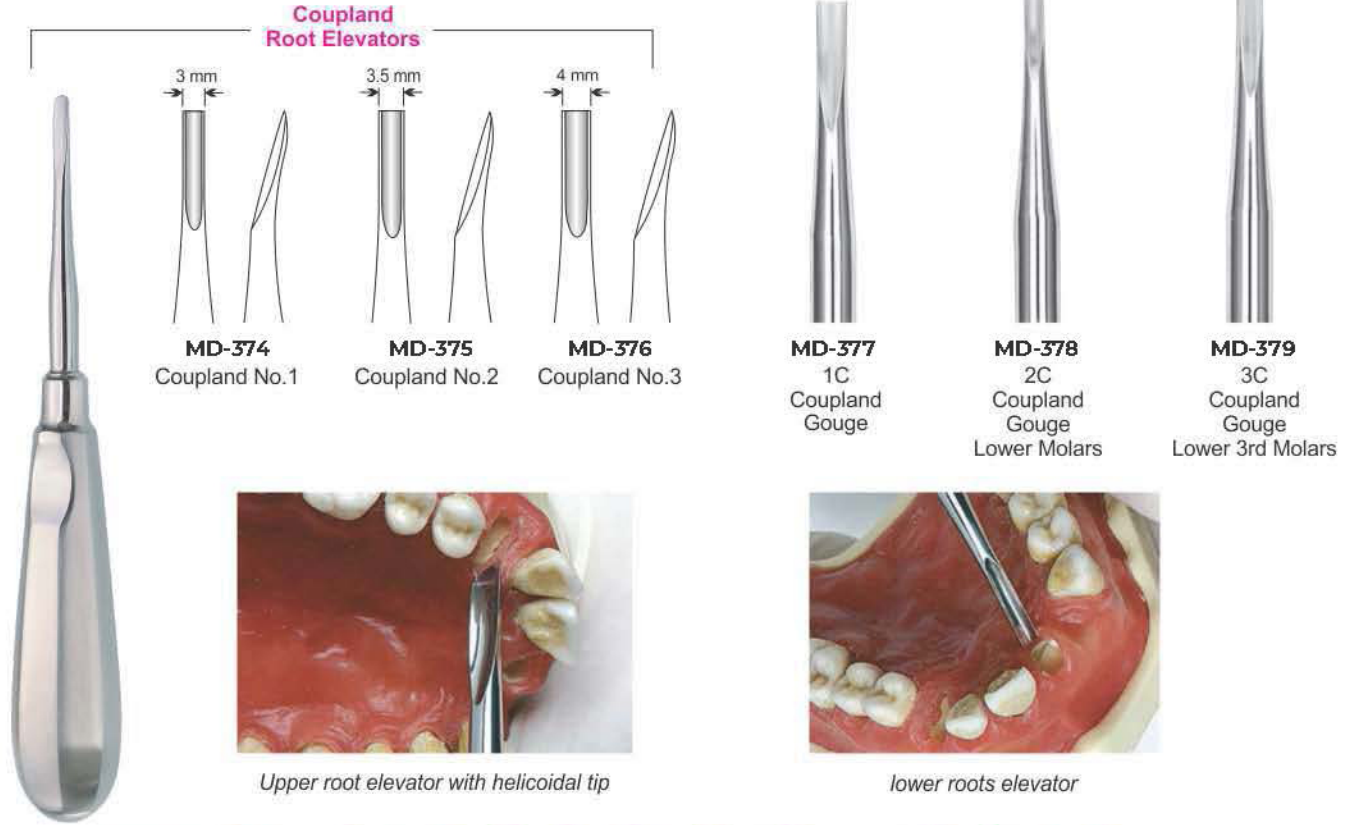 Coupland
Root Elevators
3 mm
3.5 mm
4 mm
MD-374
Coupland No.1
MD-375
Coupland No.2
MD-376
Coupland No.3
MD-377
1C
Coupland
Gouge
MD-378
2C
Coupland
Gouge
Lower Molars
MD-379
3C
Coupland
Gouge
Lower 3rd Molars
Upper root elevator with helicoidal tip
lower roots elevator